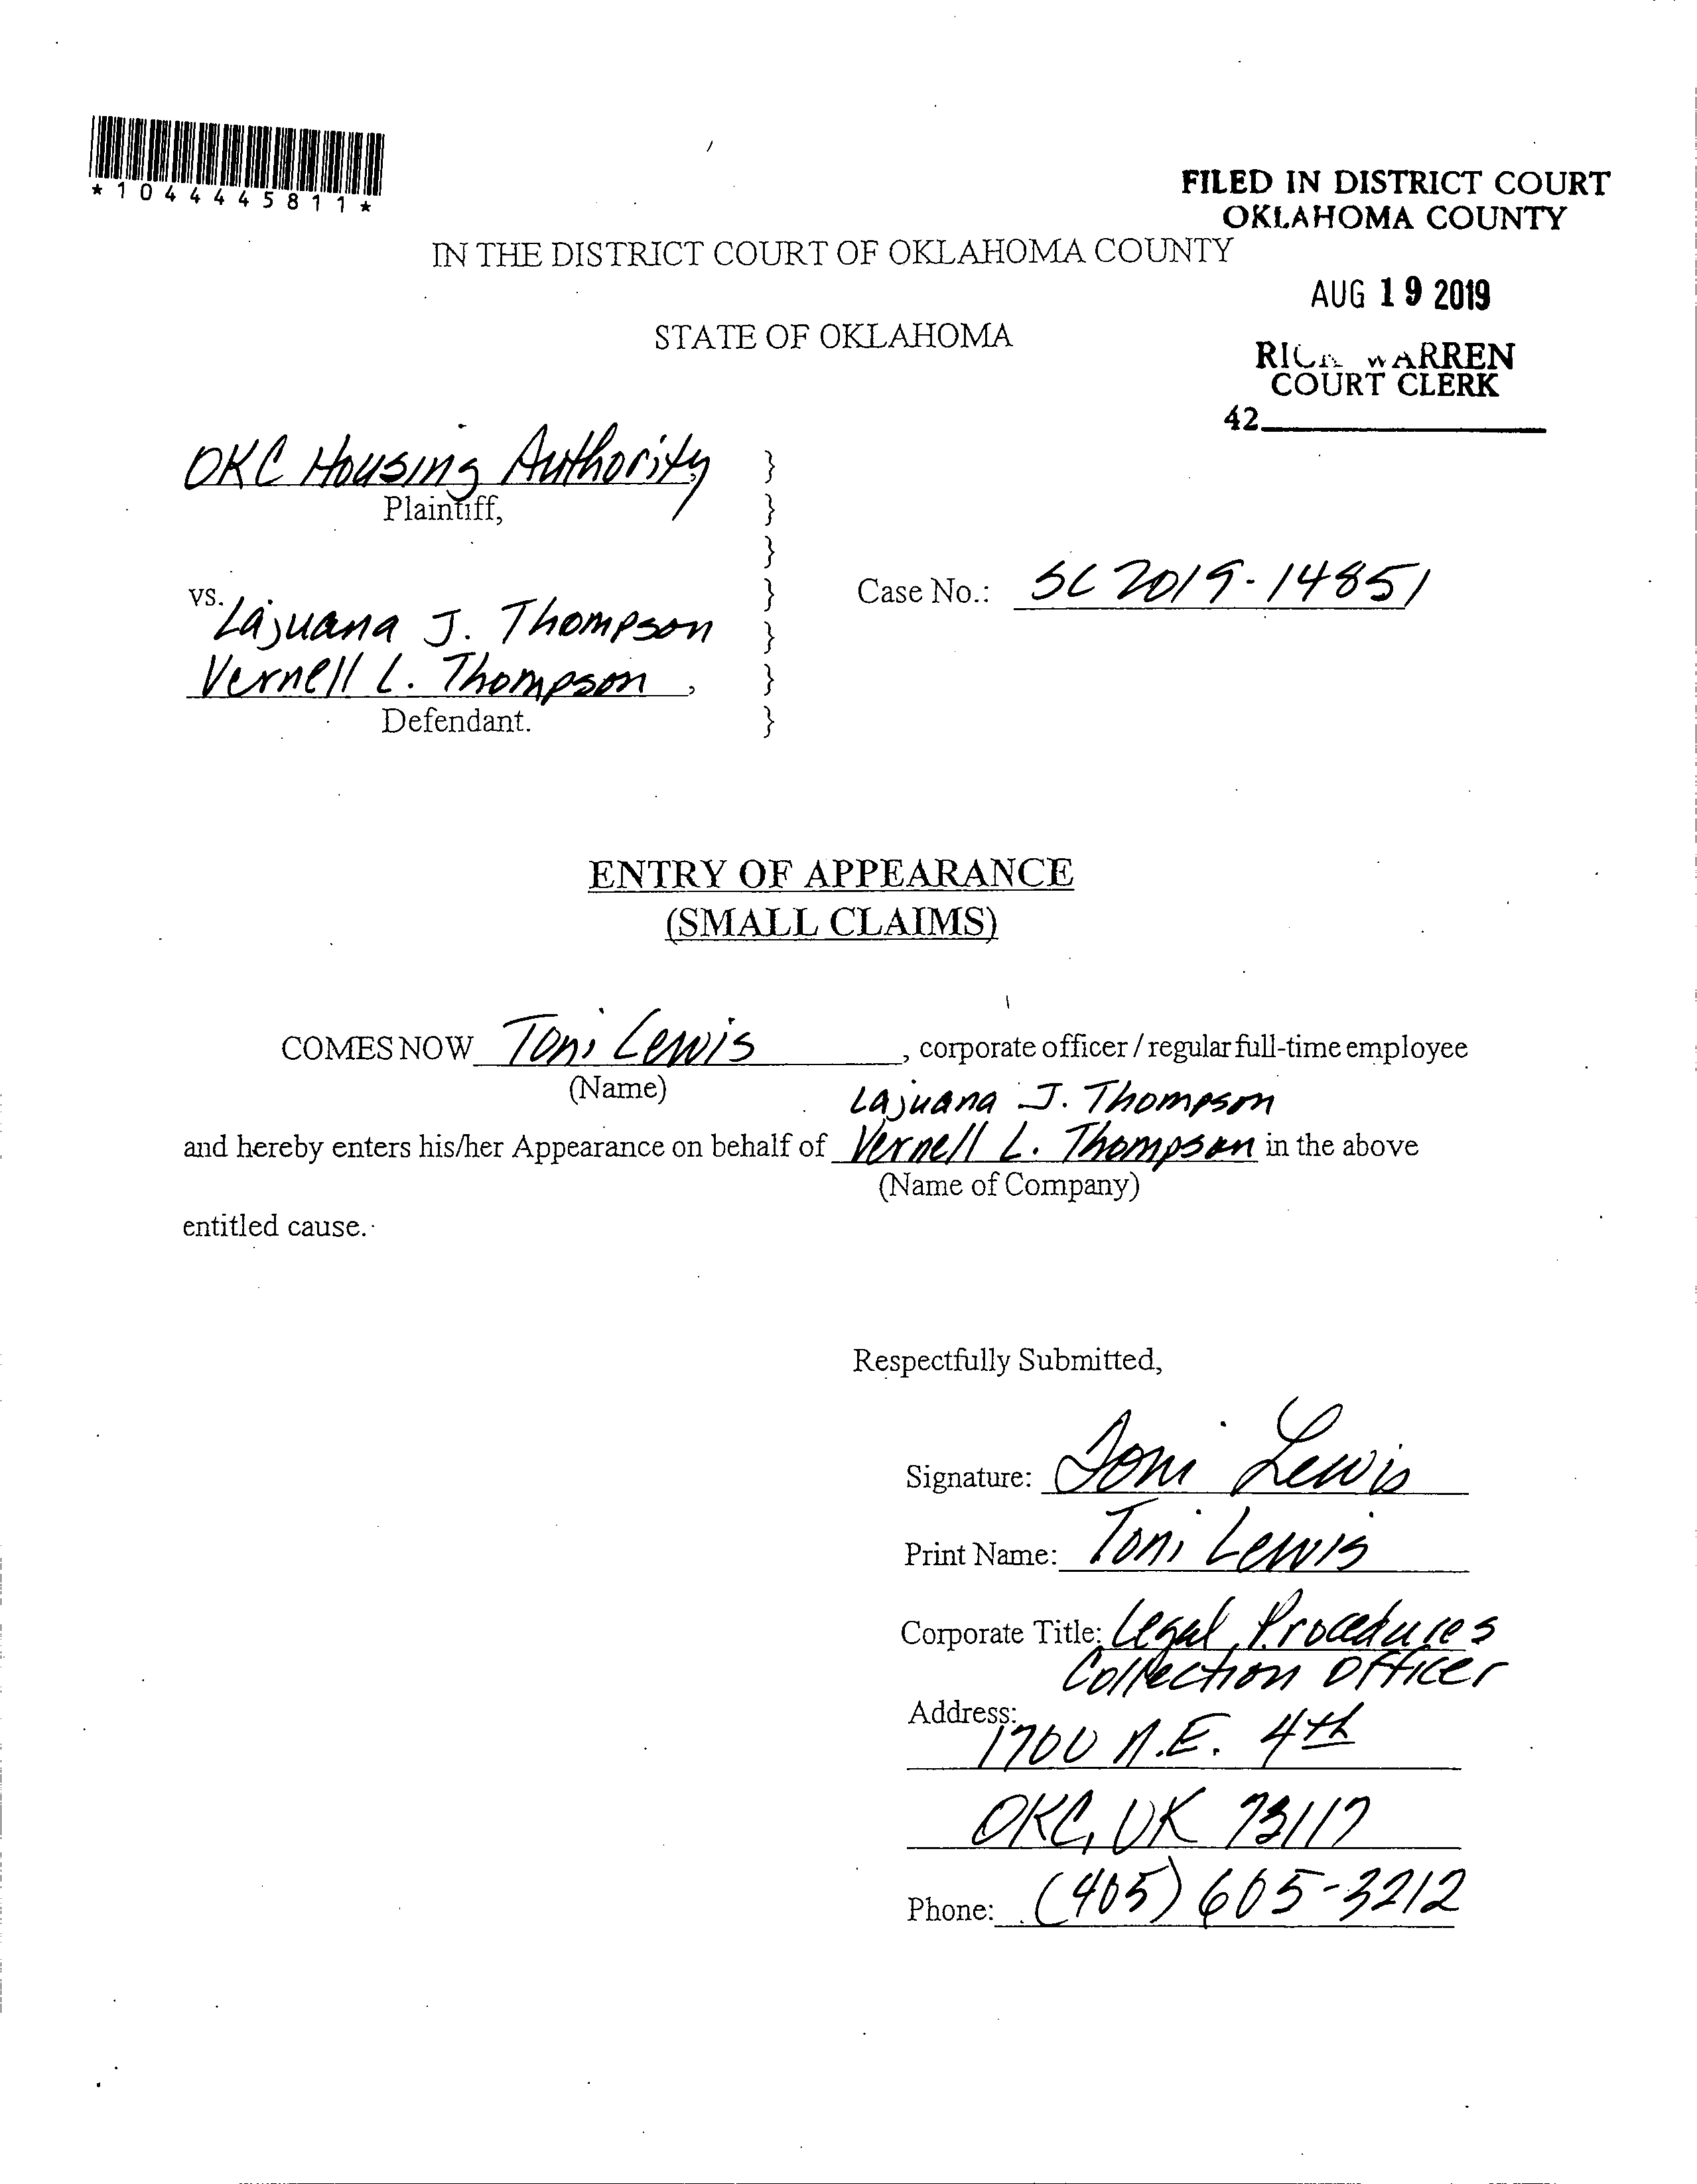 *1044445811*
FILED IN DISTRICT COURT
OKLAHOMA COUNTY
IN THE DISTRICT COURT OF OKLAHOMA COUNTY
AUG 19 2019
STATE OF OKLAHOMA
RICK WARREN
COURT CLERK
42
OKC Housing Authority
Plaintiff,
vs.
Lajuana J. Thompson
Case No.: SC 2019-14851
Vernell L. Thompson,
Defendant.
ENTRY OF APPEARANCE
(SMALL CLAIMS)
COMES NOW Toni Lewis, corporate officer / regular full-time employee
(Name)
Lajuana J. Thompson
and hereby enters his/her Appearance on behalf of Vernell L. Thompson in the above
(Name of Company)
entitled cause.
Respectfully Submitted,
Signature: Toni Lewis
Print Name: Toni Lewis
Corporate Title: Legal Procedures
Collection Officer
Address:
1700 N.E. 4th
OKC, OK 73117
Phone: (405) 605-3212